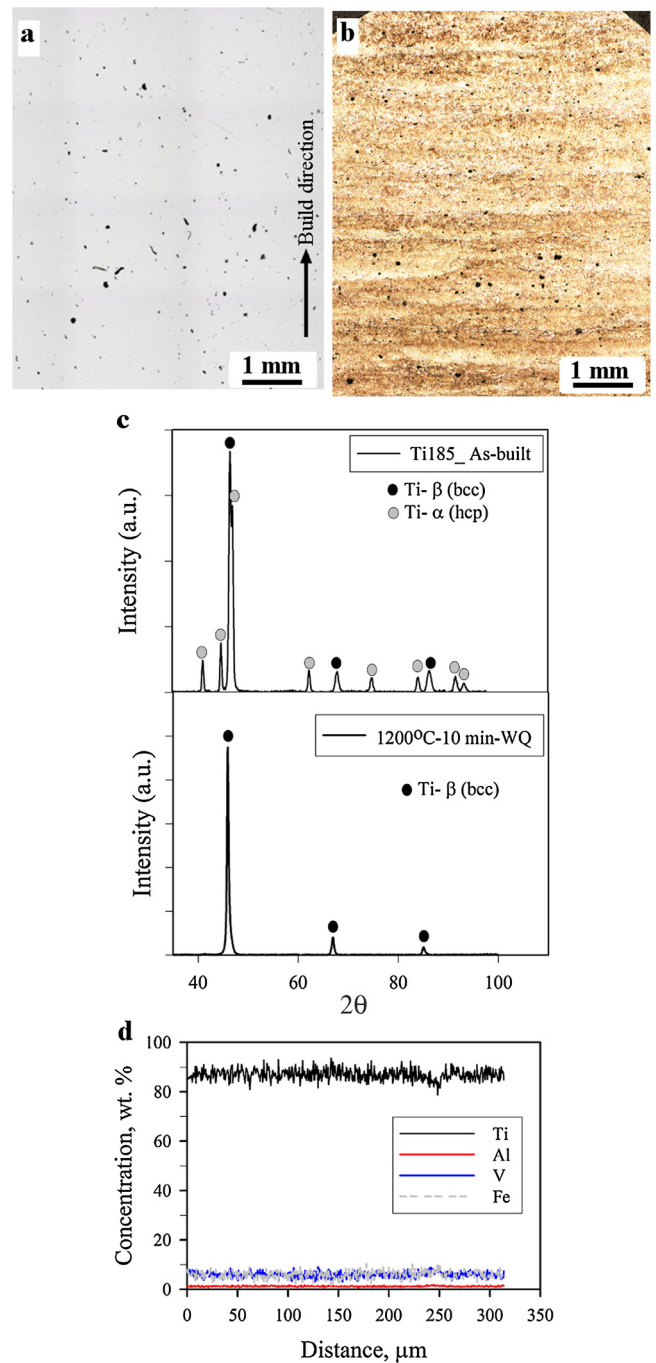 a
Build direction
1 mm
b
1 mm
c
Intensity (a.u.)
Ti185_ As-built
Ti- β (bcc)
Ti- α (hcp)
Intensity (a.u.)
1200ºC-10 min-WQ
Ti- β (bcc)
40 60 80 100
2θ
d
Concentration, wt. %
100
80
60
40
20
0
Ti
Al
V
Fe
0 50 100 150 200 250 300 350
Distance, μm